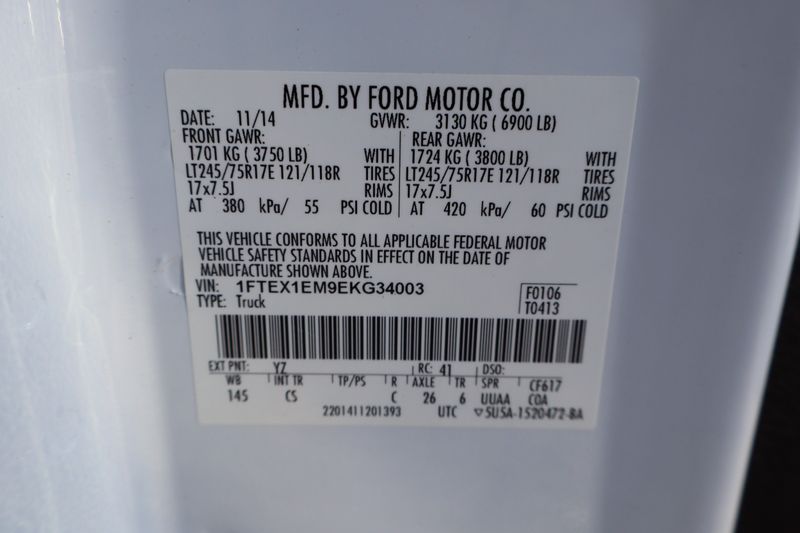 MFD. BY FORD MOTOR CO.
DATE: 11/14 GVWR: 3130 KG ( 6900 LB)
FRONT GAWR: REAR GAWR:
1701 KG ( 3750 LB) WITH 1724 KG ( 3800 LB) WITH
LT245/75R17E 121/118R TIRES LT245/75R17E 121/118R TIRES
17x7.5J RIMS 17x7.5J RIMS
AT 380 kPa/ 55 PSI COLD AT 420 kPa/ 60 PSI COLD
THIS VEHICLE CONFORMS TO ALL APPLICABLE FEDERAL MOTOR
VEHICLE SAFETY STANDARDS IN EFFECT ON THE DATE OF
MANUFACTURE SHOWN ABOVE.
VIN: 1FTEX1EM9EKG34003 F0106
TYPE: Truck T0413
EXT PNT: YZ RC: 41 DSO:
WB INT TR TP/PS R AXLE TR SPR CF617
145 CS C 26 6 UUAA COA
2201411201393 UTC ▽5U5A-1520472-BA